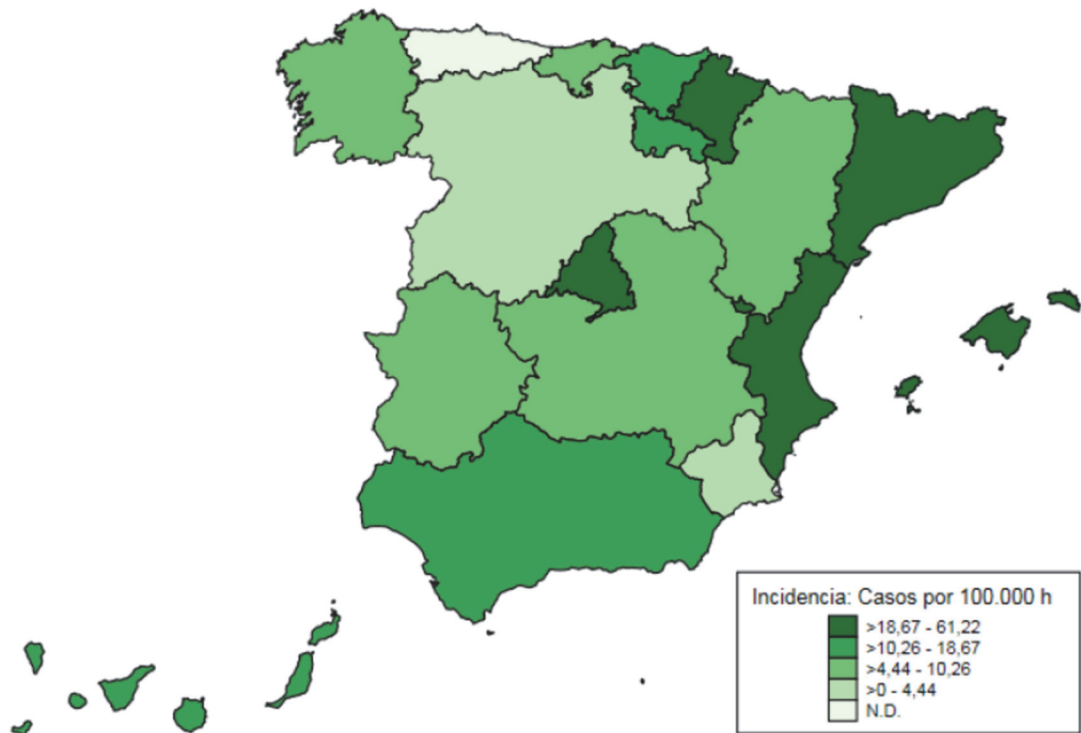 Incidencia: Casos por 100.000 h
>18,67 - 61,22
>10,26 - 18,67
>4,44 - 10,26
>0 - 4,44
N.D.